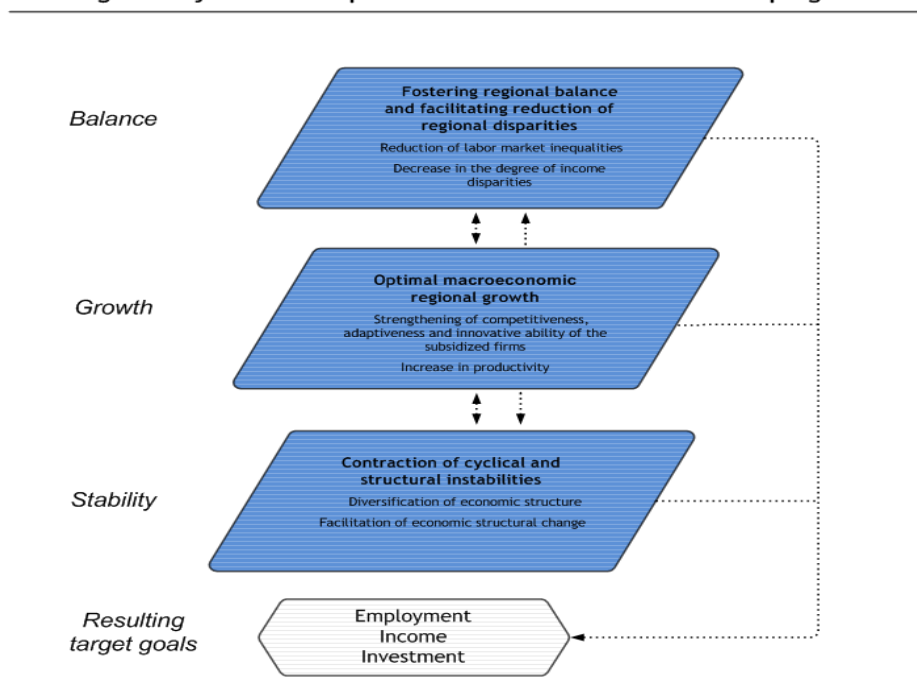 Balance
Fostering regional balance
and facilitating reduction of
regional disparities
Reduction of labor market inequalities
Decrease in the degree of income
disparities
Growth
Optimal macroeconomic
regional growth
Strengthening of competitiveness,
adaptiveness and innovative ability of the
subsidized firms
Increase in productivity
Stability
Contraction of cyclical and
structural instabilities
Diversification of economic structure
Facilitation of economic structural change
Resulting
target goals
Employment
Income
Investment